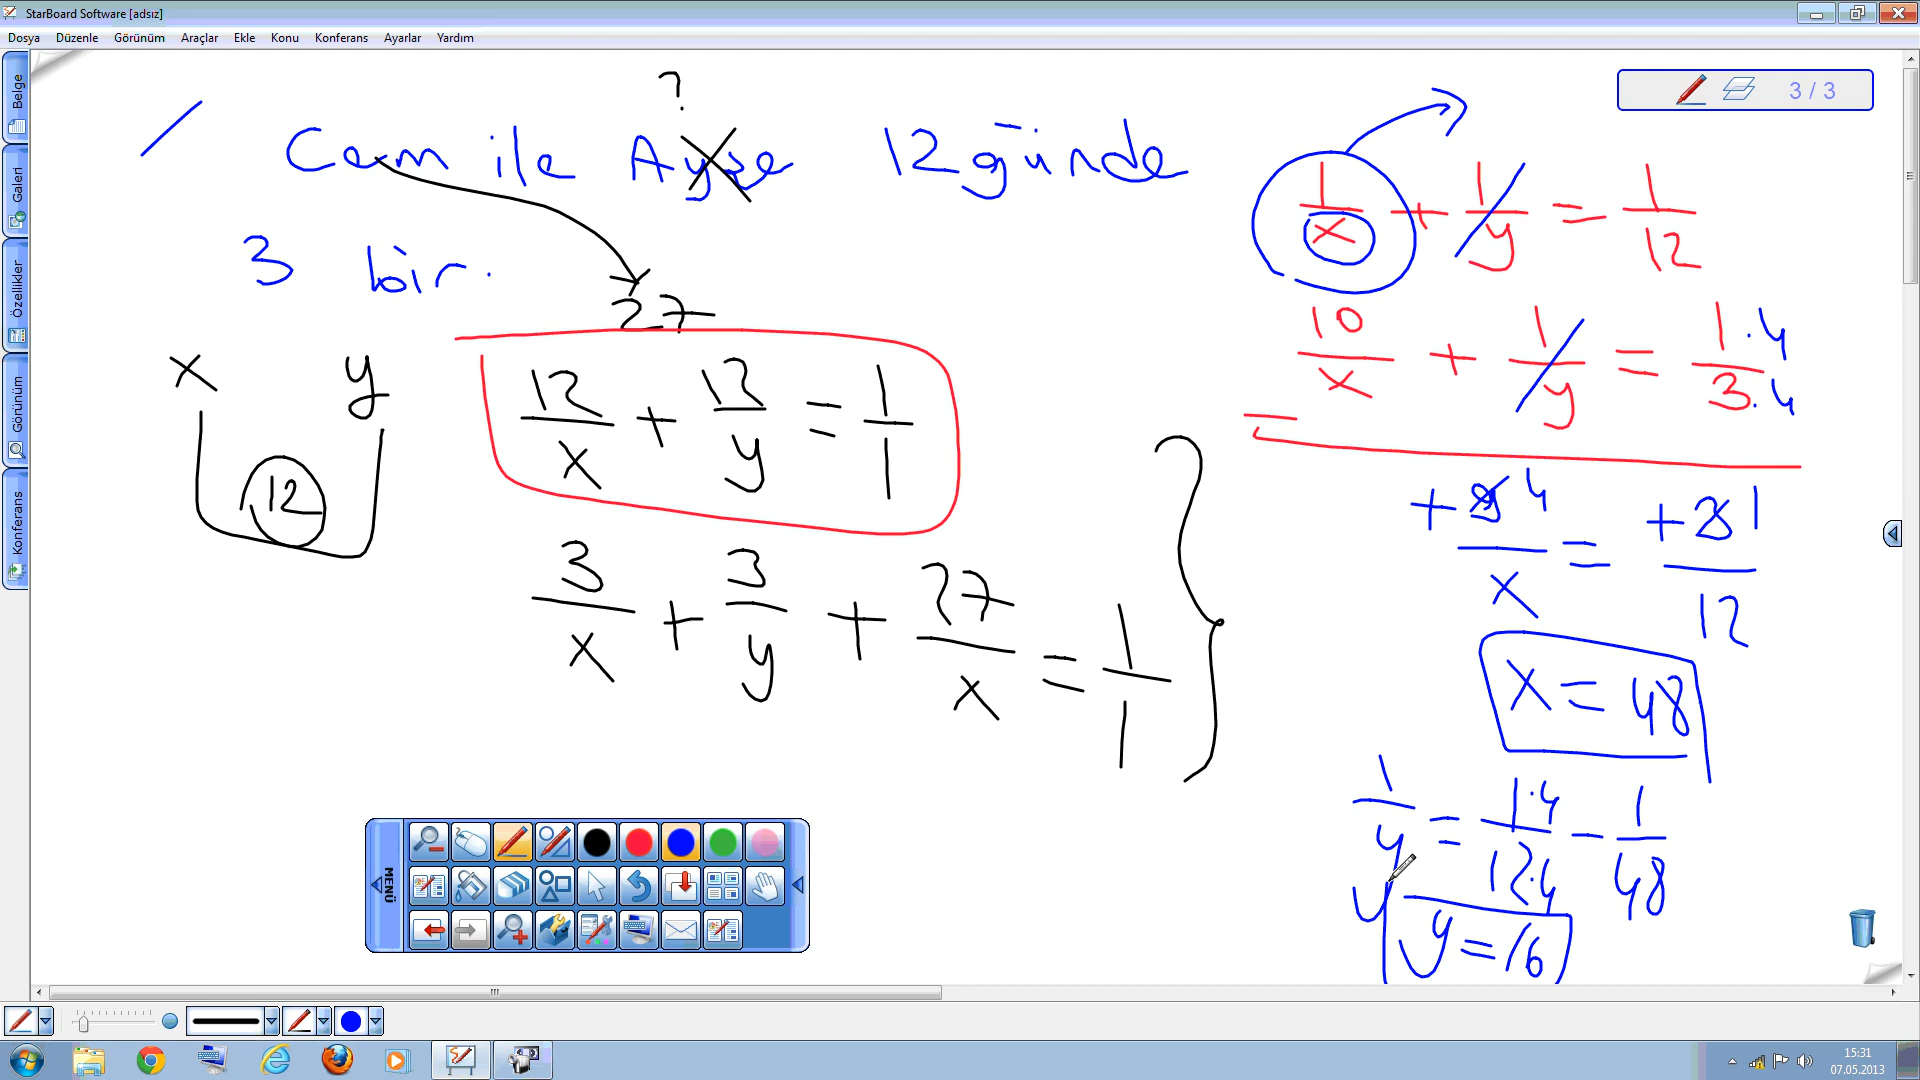 StarBoard Software [adsız]
Dosya Düzenle Görünüm Araçlar Ekle Konu Konferans Ayarlar Yardım
Belge
Galeri
Özellikler
Görünüm
Konferans
3 / 3
?
Cem ile Ayşe 12 günde
3 bir.
27
x y
12
12/x + 12/y = 1/1
3/x + 3/y + 27/x = 1/1
1/x + 1/y = 1/12
10/x + 1/y = 1.4/3.4
+ 9 4/x = + 3 1/12
x = 48
1/y = 1.4/12.4 - 1/48
y
y = 16
MENÜ
15:31
07.05.2013